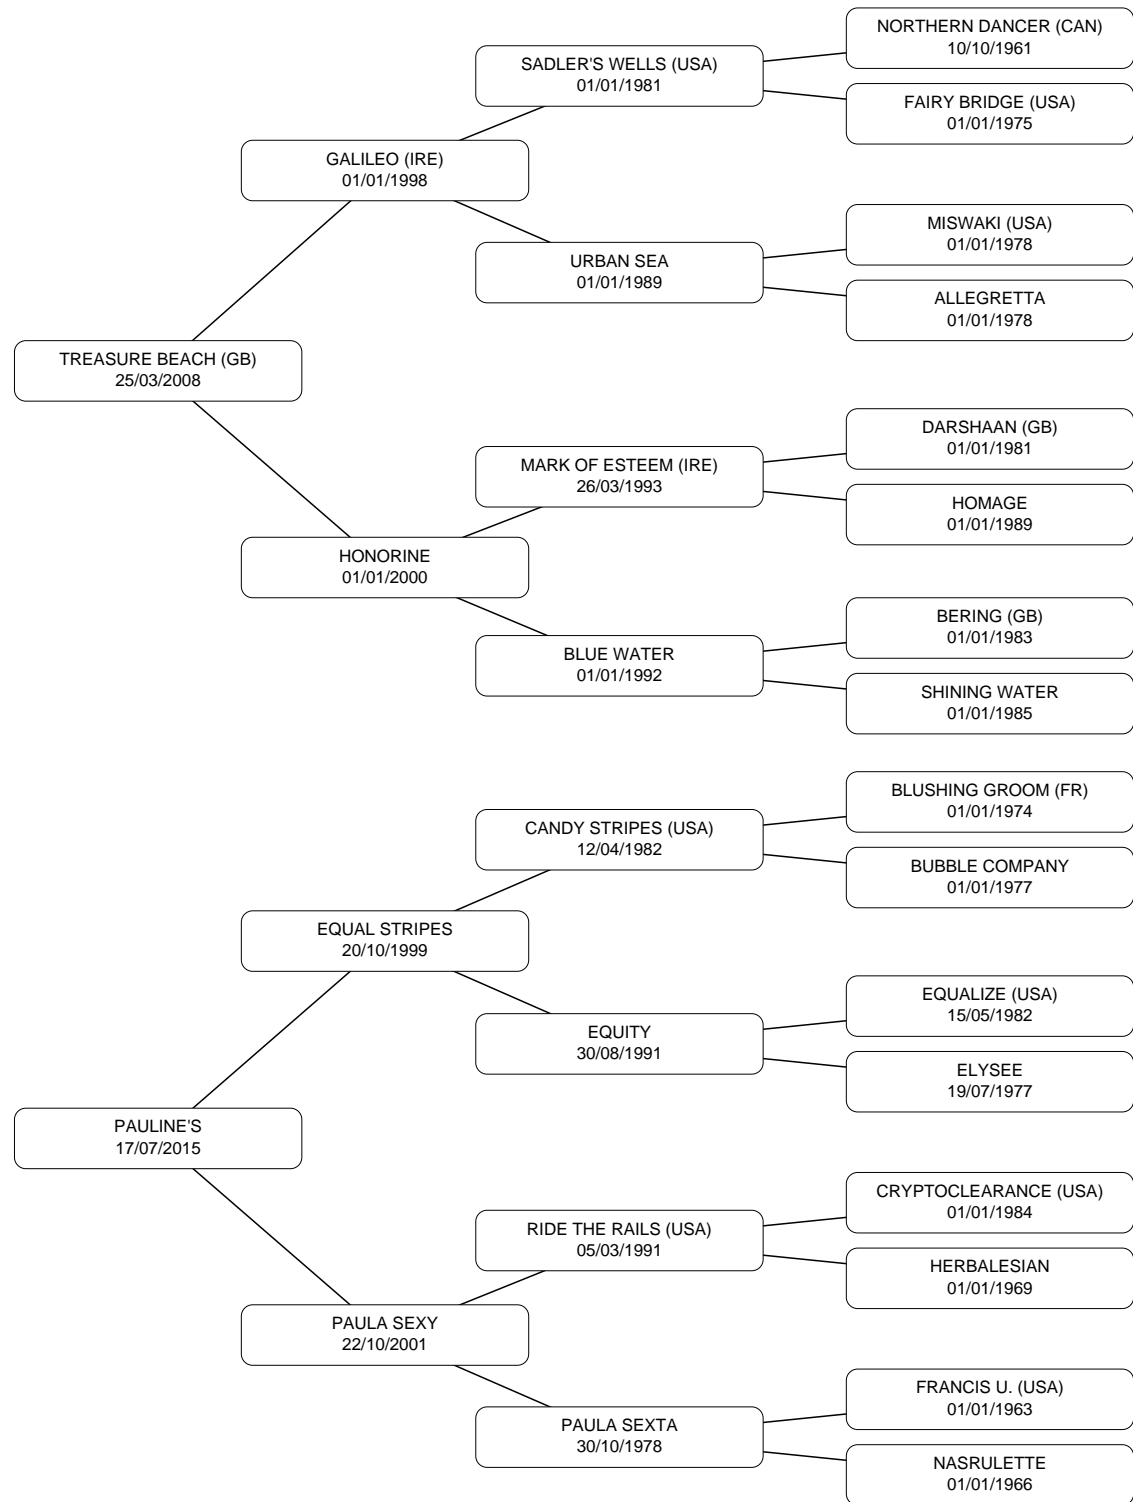 NORTHERN DANCER (CAN)
10/10/1961
SADLER'S WELLS (USA)
01/01/1981
FAIRY BRIDGE (USA)
01/01/1975
GALILEO (IRE)
01/01/1998
MISWAKI (USA)
01/01/1978
URBAN SEA
01/01/1989
ALLEGRETTA
01/01/1978
TREASURE BEACH (GB)
25/03/2008
DARSHAAN (GB)
01/01/1981
MARK OF ESTEEM (IRE)
26/03/1993
HOMAGE
01/01/1989
HONORINE
01/01/2000
BERING (GB)
01/01/1983
BLUE WATER
01/01/1992
SHINING WATER
01/01/1985
BLUSHING GROOM (FR)
01/01/1974
CANDY STRIPES (USA)
12/04/1982
BUBBLE COMPANY
01/01/1977
EQUAL STRIPES
20/10/1999
EQUALIZE (USA)
15/05/1982
EQUITY
30/08/1991
ELYSEE
19/07/1977
PAULINE'S
17/07/2015
CRYPTOCLEARANCE (USA)
01/01/1984
RIDE THE RAILS (USA)
05/03/1991
HERBALESIAN
01/01/1969
PAULA SEXY
22/10/2001
FRANCIS U. (USA)
01/01/1963
PAULA SEXTA
30/10/1978
NASRULETTE
01/01/1966